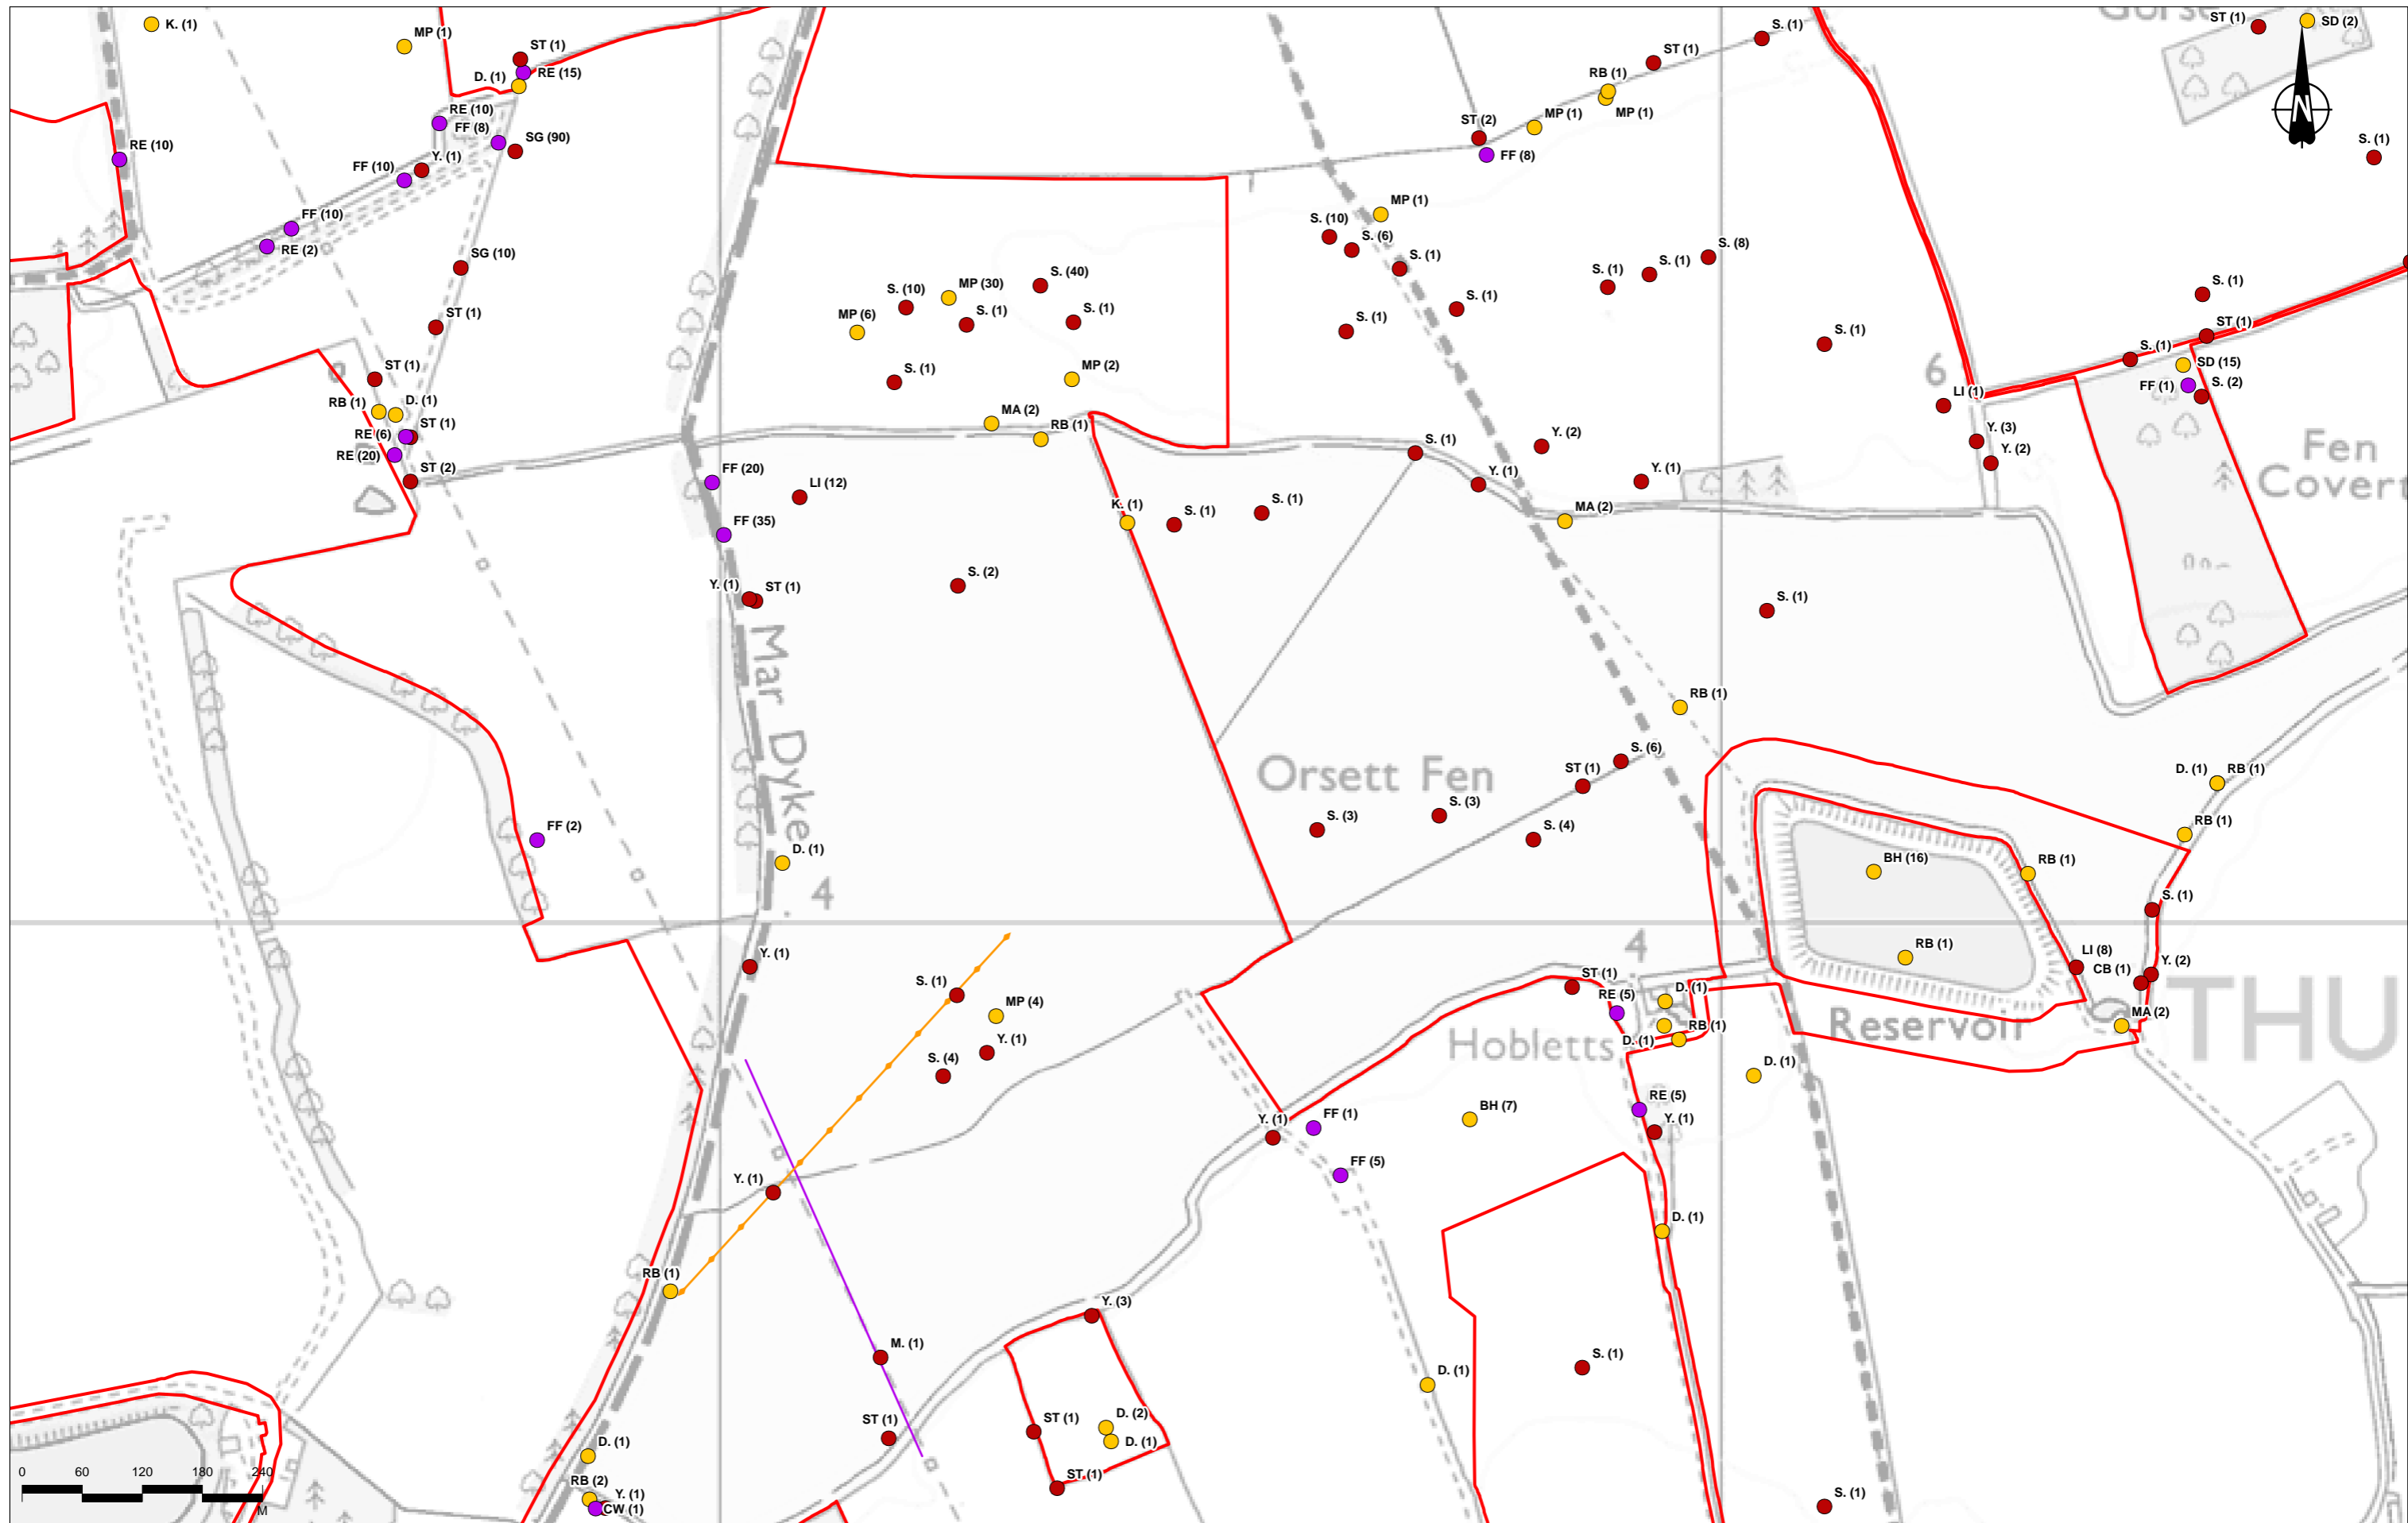 K. (1)
MP (1)
ST (1)
RE (15)
D. (1)
RE (10)
FF (8)
SG (90)
RE (10)
Y. (1)
FF (10)
FF (10)
RE (2)
SG (10)
ST (1)
ST (1)
RB (1)
D. (1)
RE (6)
ST (1)
RE (20)
ST (2)
S. (1)
ST (1)
RB (1)
MP (1)
MP (1)
ST (2)
FF (8)
ST (1)
SD (2)
N
S. (1)
MP (1)
S. (10)
S. (6)
S. (1)
S. (8)
S. (1)
S. (1)
S. (1)
S. (1)
S. (1)
S. (40)
MP (30)
S. (10)
S. (1)
S. (1)
MP (6)
S. (1)
MP (2)
MA (2)
RB (1)
S. (1)
ST (1)
S. (1)
SD (15)
FF (1)
S. (2)
6
LI (1)
Y. (3)
Y. (2)
Fen
Covert
S. (1)
Y. (2)
Y. (1)
Y. (1)
MA (2)
FF (20)
LI (12)
FF (35)
K. (1)
S. (1)
S. (1)
Y. (1)
ST (1)
S. (2)
S. (1)
Mar Dyke
RB (1)
Orsett Fen
S. (6)
ST (1)
S. (3)
S. (3)
S. (4)
D. (1)
RB (1)
RB (1)
BH (16)
RB (1)
S. (1)
FF (2)
D. (1)
4
4
RB (1)
LI (8)
CB (1)
Y. (2)
MA (2)
THU
Reservoir
Y. (1)
S. (1)
MP (4)
Y. (1)
S. (4)
ST (1)
RE (5)
D. (1)
RB (1)
D. (1)
Hobletts
D. (1)
RE (5)
Y. (1)
BH (7)
Y. (1)
FF (1)
FF (5)
Y. (1)
D. (1)
RB (1)
Y. (3)
M. (1)
S. (1)
D. (1)
ST (1)
ST (1)
D. (2)
D. (1)
ST (1)
D. (1)
RB (2)
Y. (1)
CW (1)
S. (1)
0 60 120 180 240
M